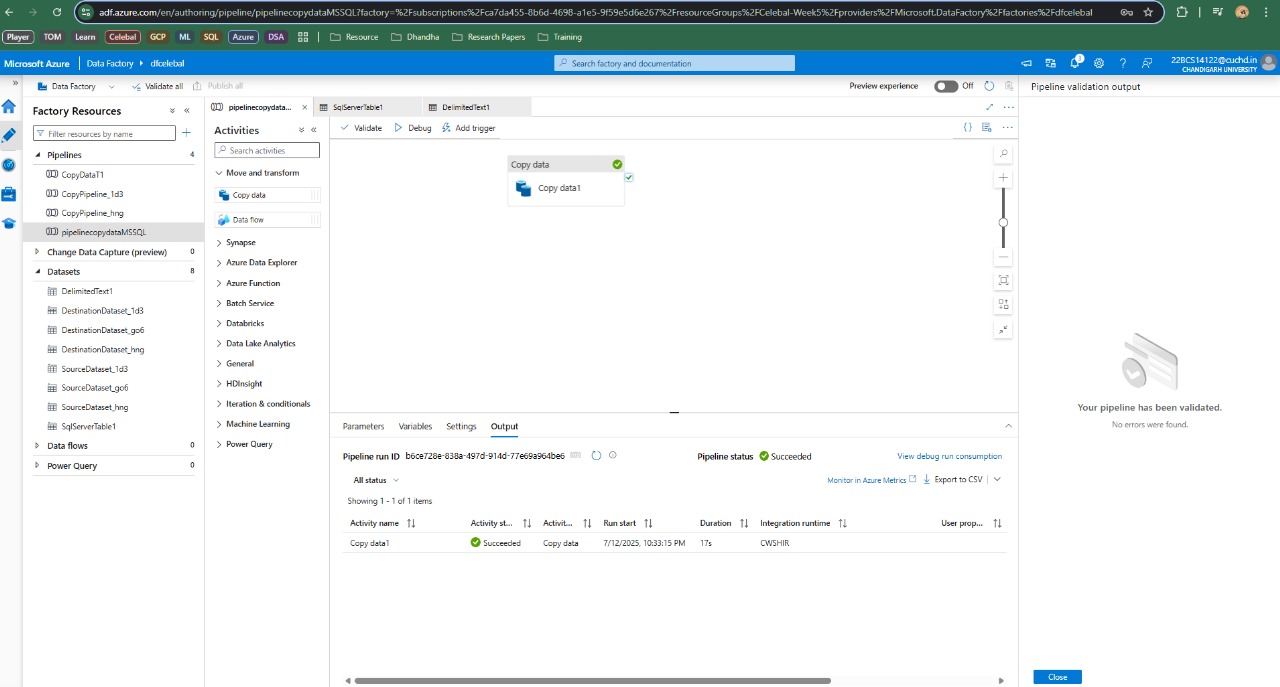 adf.azure.com/en/authoring/pipeline/pipelinecopydataMSSQL?factory=%2Fsubscriptions%2Fca7da455-8b6d-4698-a1e5-9f59e5d6e267%2FresourceGroups%2FCelebal-Week5%2Fproviders%2FMicrosoft.DataFactory%2Ffactories%2Fdfcelebal
Player TOM Learn Celebal GCP ML SQL Azure DSA Resource Dhandha Research Papers Training
Microsoft Azure Data Factory dfcelebal Search factory and documentation 3 22BCS14122@cuchd.in
CHANDIGARH UNIVERSITY
» Data Factory Validate all Publish all Preview experience Off Pipeline validation output
Factory Resources
Filter resources by name
Pipelines 4
CopyDataT1
CopyPipeline_1d3
CopyPipeline_hng
pipelinecopydataMSSQL
Change Data Capture (preview) 0
Datasets 8
DelimitedText1
DestinationDataset_1d3
DestinationDataset_go6
DestinationDataset_hng
SourceDataset_1d3
SourceDataset_go6
SourceDataset_hng
SqlServerTable1
Data flows 0
Power Query 0
pipelinecopydata... SqlServerTable1 DelimitedText1
Activities
Search activities
Move and transform
Copy data
Data flow
Synapse
Azure Data Explorer
Azure Function
Batch Service
Databricks
Data Lake Analytics
General
HDInsight
Iteration & conditionals
Machine Learning
Power Query
Validate Debug Add trigger
Copy data
Copy data1
Parameters Variables Settings Output
Pipeline run ID b6ce728e-838a-497d-914d-77e69a964be6 Pipeline status Succeeded View debug run consumption
All status Monitor in Azure Metrics Export to CSV
Showing 1 - 1 of 1 items
Activity name Activity st... Activit... Run start Duration Integration runtime User prop...
Copy data1 Succeeded Copy data 7/12/2025, 10:33:15 PM 17s CWSHIR
Your pipeline has been validated.
No errors were found.
Close